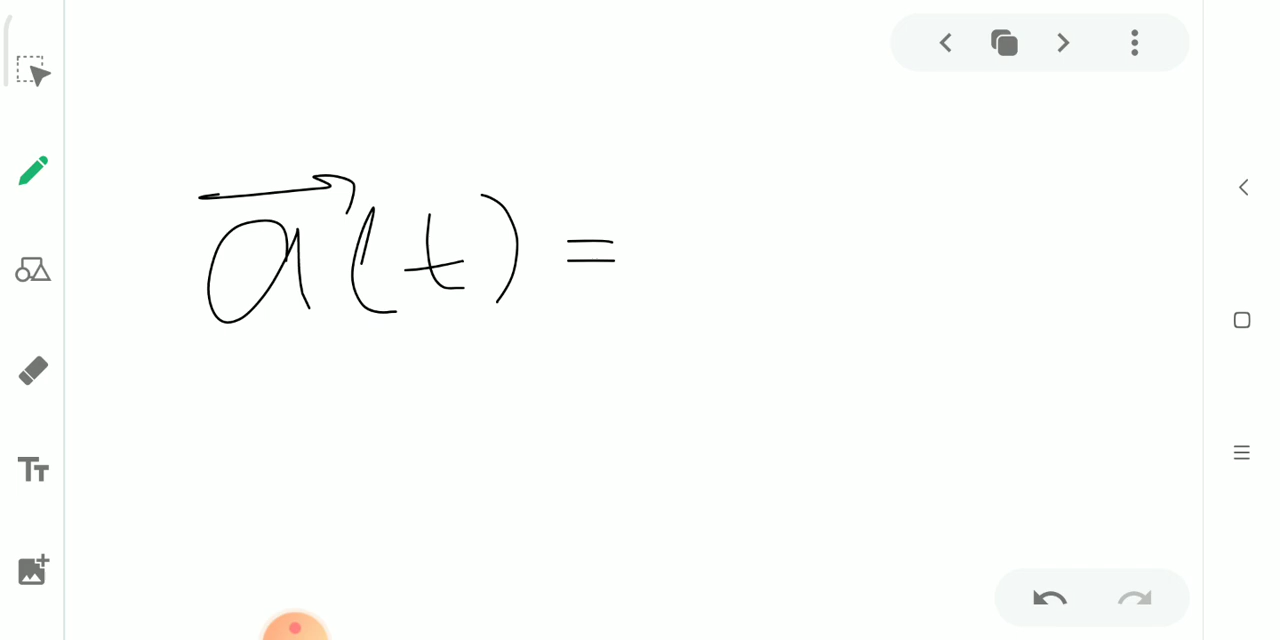 a⃗(t) =